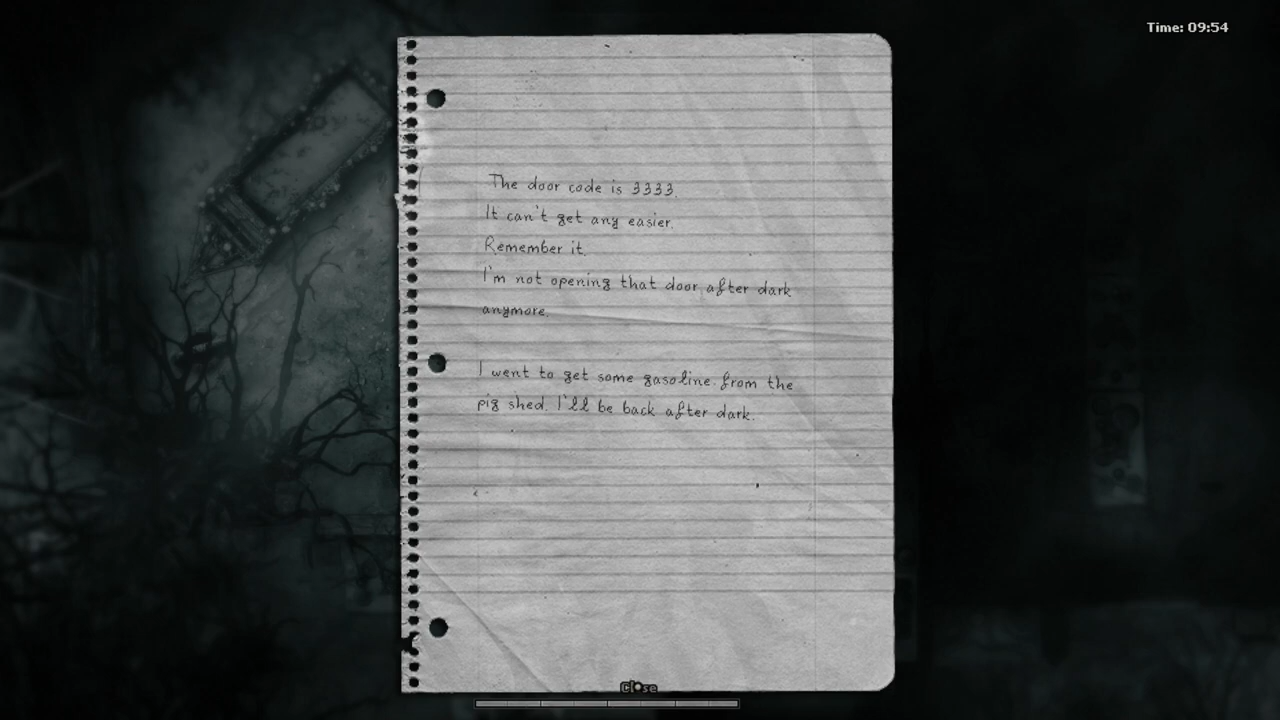 Time: 09:54
The door code is 3333.
It can't get any easier.
Remember it.
I'm not opening that door after dark
anymore.
I went to get some gasoline from the
pig shed. I'll be back after dark.
Close